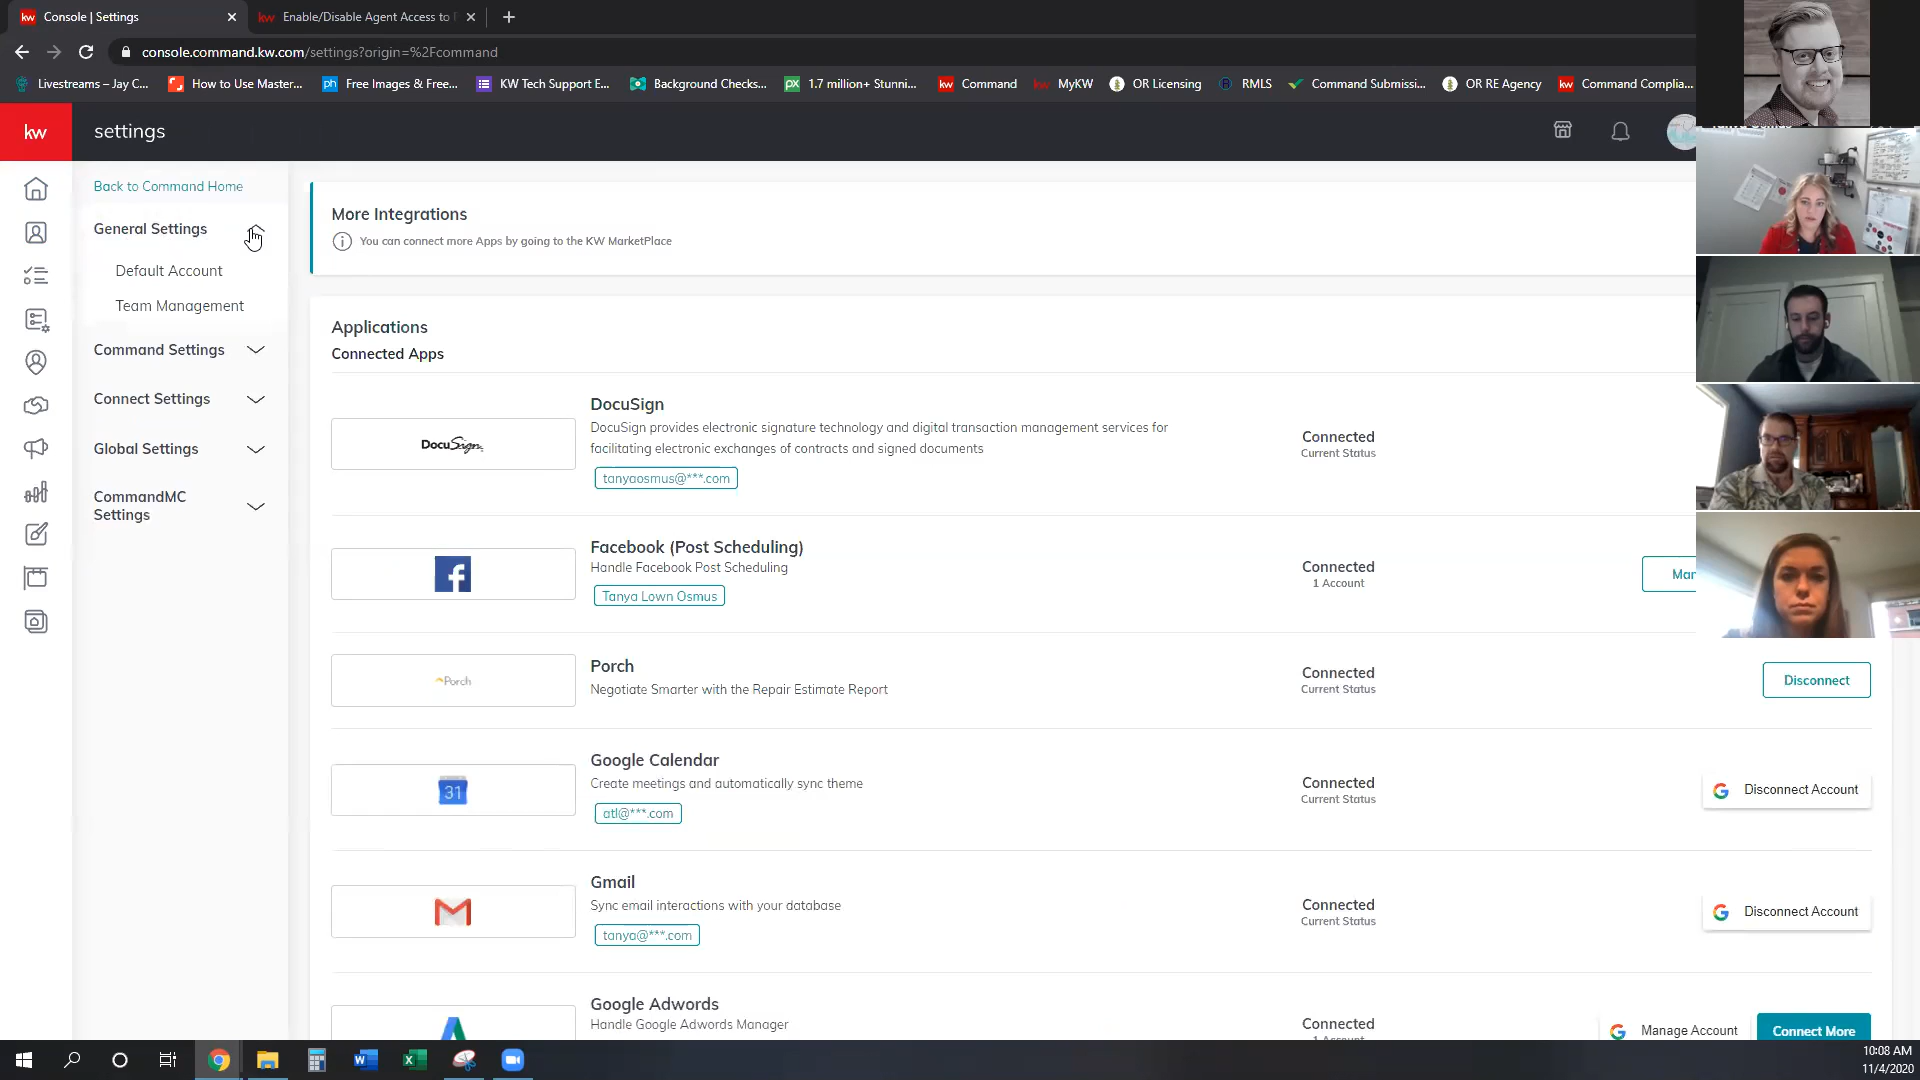 Console | Settings
Enable/Disable Agent Access to
console.command.kw.com/settings?origin=%2Fcommand
Livestreams – Jay C...
How to Use Master...
Free Images & Free...
KW Tech Support E...
Background Checks...
1.7 million+ Stunni...
Command
MyKW
OR Licensing
RMLS
Command Submissi...
OR RE Agency
Command Complia...
kw
settings
Back to Command Home
General Settings
Default Account
Team Management
Command Settings
Connect Settings
Global Settings
CommandMC
Settings
More Integrations
You can connect more Apps by going to the KW MarketPlace
Applications
Connected Apps
DocuSign
DocuSign
DocuSign provides electronic signature technology and digital transaction management services for
facilitating electronic exchanges of contracts and signed documents
tanyaosmus@***.com
Connected
Current Status
Facebook (Post Scheduling)
Handle Facebook Post Scheduling
Tanya Lown Osmus
Connected
1 Account
Man
Porch
Porch
Negotiate Smarter with the Repair Estimate Report
Connected
Current Status
Disconnect
31
Google Calendar
Create meetings and automatically sync theme
atl@***.com
Connected
Current Status
Disconnect Account
Gmail
Sync email interactions with your database
tanya@***.com
Connected
Current Status
Disconnect Account
Google Adwords
Handle Google Adwords Manager
Connected
1 Account
Manage Account
Connect More
10:08 AM
11/4/2020